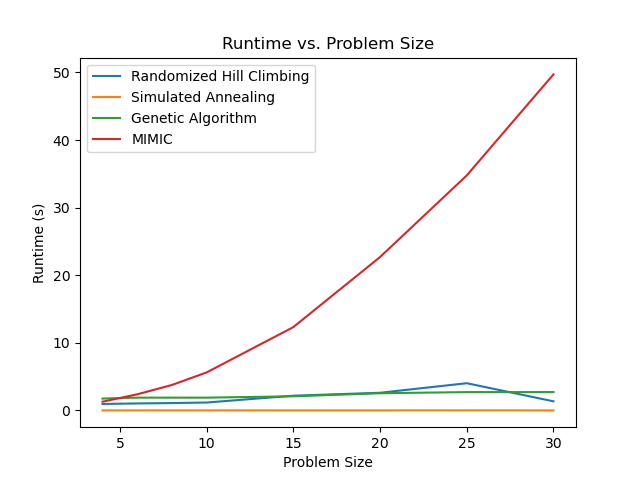 Runtime vs. Problem Size
Randomized Hill Climbing
Simulated Annealing
Genetic Algorithm
MIMIC
50
40
30
20
10
0
Runtime (s)
5 10 15 20 25 30
Problem Size